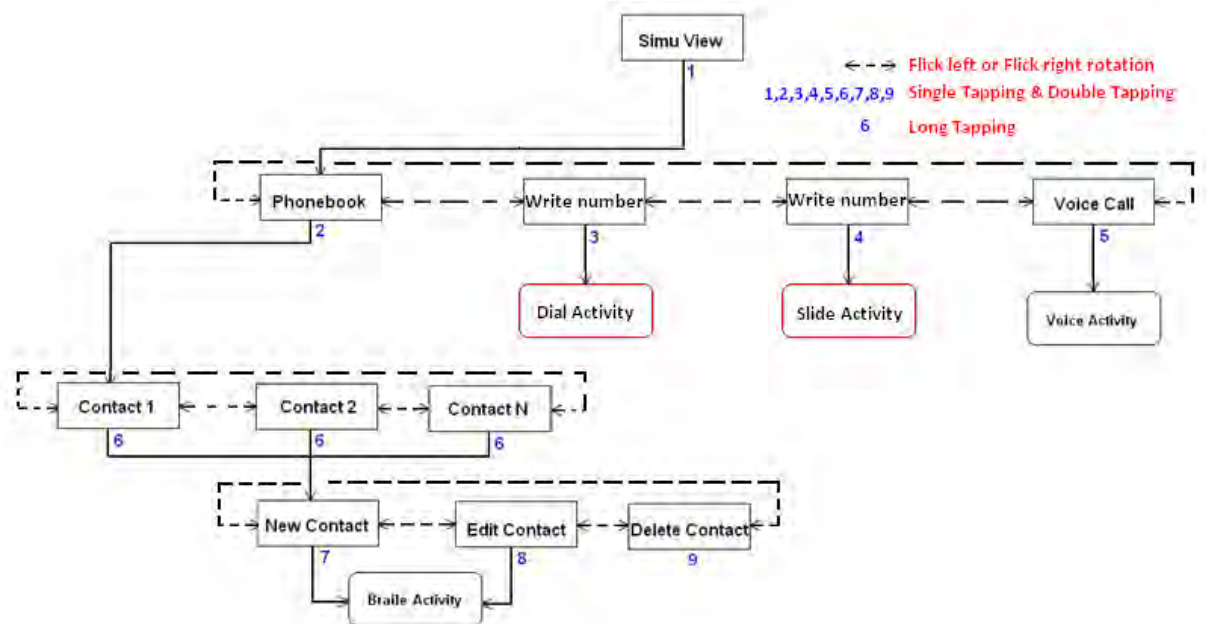 Simu View
1
Flick left or Flick right rotation
1,2,3,4,5,6,7,8,9 Single Tapping & Double Tapping
6 Long Tapping
Phonebook
Write number
Write number
Voice Call
2
3
4
5
Dial Activity
Slide Activity
Voice Activity
Contact 1
Contact 2
Contact N
6
6
6
New Contact
Edit Contact
Delete Contact
7
8
9
Braile Activity